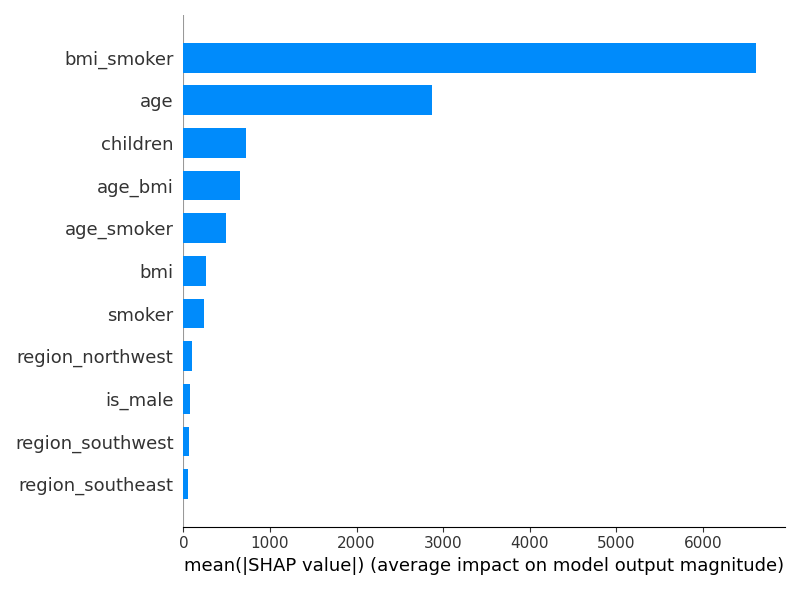 bmi_smoker
age
children
age_bmi
age_smoker
bmi
smoker
region_northwest
is_male
region_southwest
region_southeast
0 1000 2000 3000 4000 5000 6000
mean(|SHAP value|) (average impact on model output magnitude)